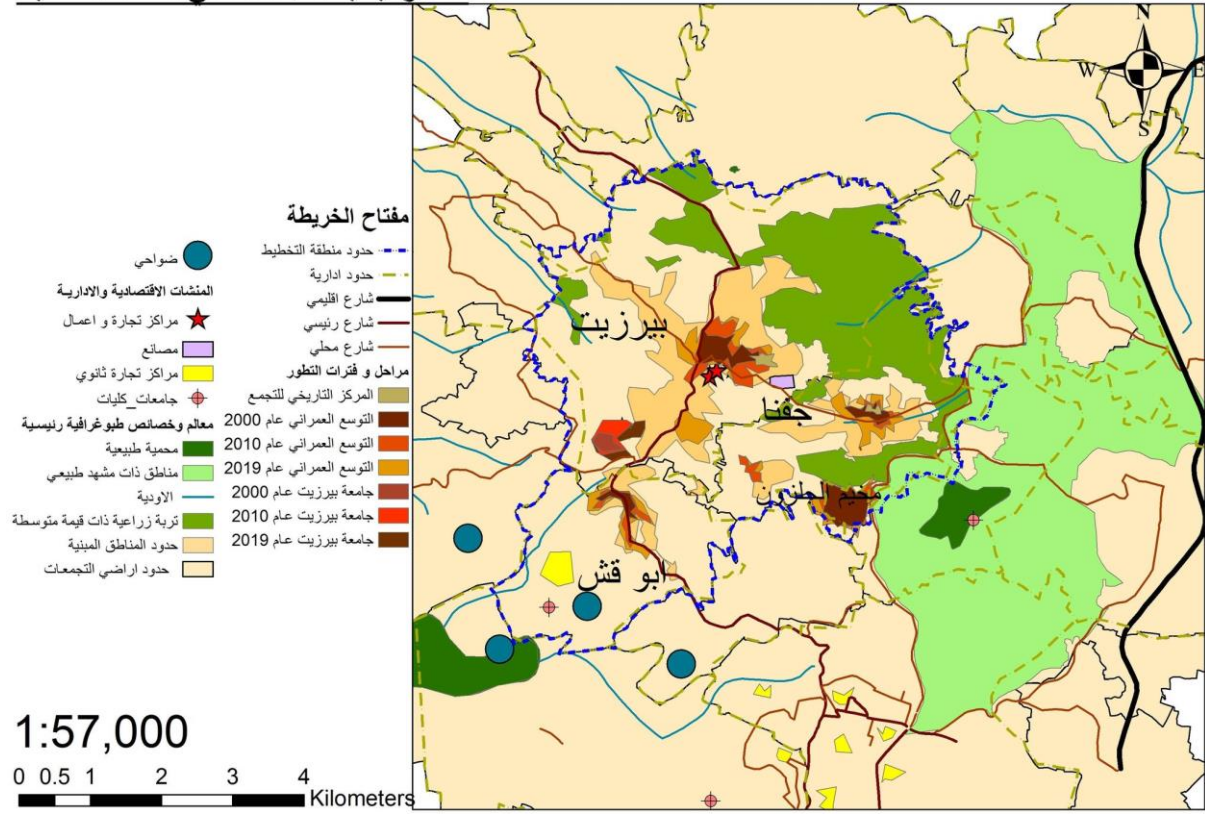 مفتاح الخريطة
حدود منطقة التخطيط
حدود ادارية
شارع اقليمي
شارع رئيسي
شارع محلي
مراحل و فترات التطور
المركز التاريخي للتجمع
التوسع العمراني عام 2000
التوسع العمراني عام 2010
التوسع العمراني عام 2019
جامعة بيرزيت عام 2000
جامعة بيرزيت عام 2010
جامعة بيرزيت عام 2019
ضواحي
المنشات الاقتصادية والادارية
مراكز تجارة و اعمال
مصانع
مراكز تجارة ثانوي
جامعات_كليات
معالم وخصائص طبوغرافية رئيسية
محمية طبيعية
مناطق ذات مشهد طبيعي
الاودية
تربة زراعية ذات قيمة متوسطة
حدود المناطق المبنية
حدود اراضي التجمعات
N
W
E
S
بيرزيت
جفنا
مخيم الجلزون
ابو قش
1:57,000
0 0.5 1 2 3 4
Kilometers